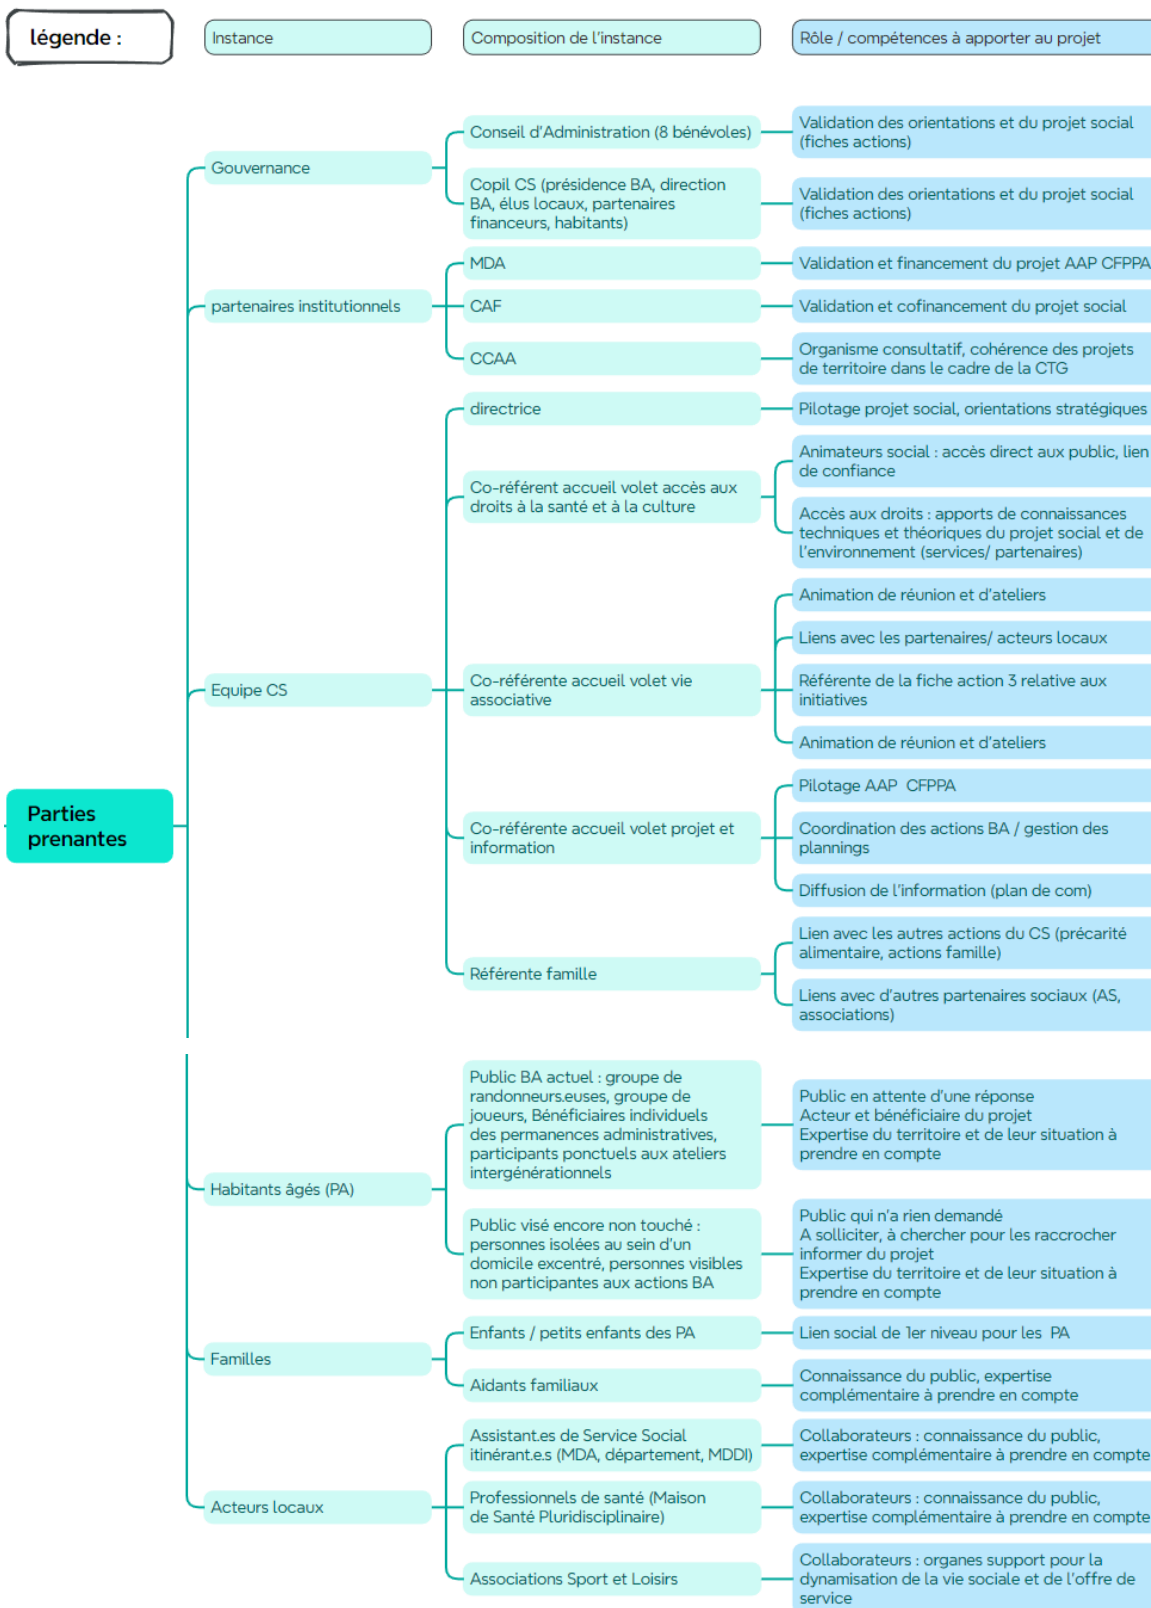 légende :
Instance
Composition de l'instance
Rôle / compétences à apporter au projet
Parties
prenantes
Gouvernance
Conseil d'Administration (8 bénévoles)
Validation des orientations et du projet social
(fiches actions)
Copil CS (présidence BA, direction
BA, élus locaux, partenaires
financeurs, habitants)
Validation des orientations et du projet social
(fiches actions)
partenaires institutionnels
MDA
Validation et financement du projet AAP CFPPA
CAF
Validation et cofinancement du projet social
CCAA
Organisme consultatif, cohérence des projets
de territoire dans le cadre de la CTG
Equipe CS
directrice
Pilotage projet social, orientations stratégiques
Co-référent accueil volet accès aux
droits à la santé et à la culture
Animateurs social : accès direct aux public, lien
de confiance
Accès aux droits : apports de connaissances
techniques et théoriques du projet social et de
l'environnement (services/ partenaires)
Co-référente accueil volet vie
associative
Animation de réunion et d'ateliers
Liens avec les partenaires/ acteurs locaux
Référente de la fiche action 3 relative aux
initiatives
Animation de réunion et d'ateliers
Co-référente accueil volet projet et
information
Pilotage AAP CFPPA
Coordination des actions BA / gestion des
plannings
Diffusion de l'information (plan de com)
Référente famille
Lien avec les autres actions du CS (précarité
alimentaire, actions famille)
Liens avec d'autres partenaires sociaux (AS,
associations)
Habitants âgés (PA)
Public BA actuel : groupe de
randonneurs.euses, groupe de
joueurs, Bénéficiaires individuels
des permanences administratives,
participants ponctuels aux ateliers
intergénérationnels
Public en attente d'une réponse
Acteur et bénéficiaire du projet
Expertise du territoire et de leur situation à
prendre en compte
Public visé encore non touché :
personnes isolées au sein d'un
domicile excentré, personnes visibles
non participantes aux actions BA
Public qui n'a rien demandé
A solliciter, à chercher pour les raccrocher
informer du projet
Expertise du territoire et de leur situation à
prendre en compte
Familles
Enfants / petits enfants des PA
Lien social de 1er niveau pour les PA
Aidants familiaux
Connaissance du public, expertise
complémentaire à prendre en compte
Acteurs locaux
Assistant.es de Service Social
itinérant.e.s (MDA, département, MDDI)
Collaborateurs : connaissance du public,
expertise complémentaire à prendre en compte
Professionnels de santé (Maison
de Santé Pluridisciplinaire)
Collaborateurs : connaissance du public,
expertise complémentaire à prendre en compte
Associations Sport et Loisirs
Collaborateurs : organes support pour la
dynamisation de la vie sociale et de l'offre de
service